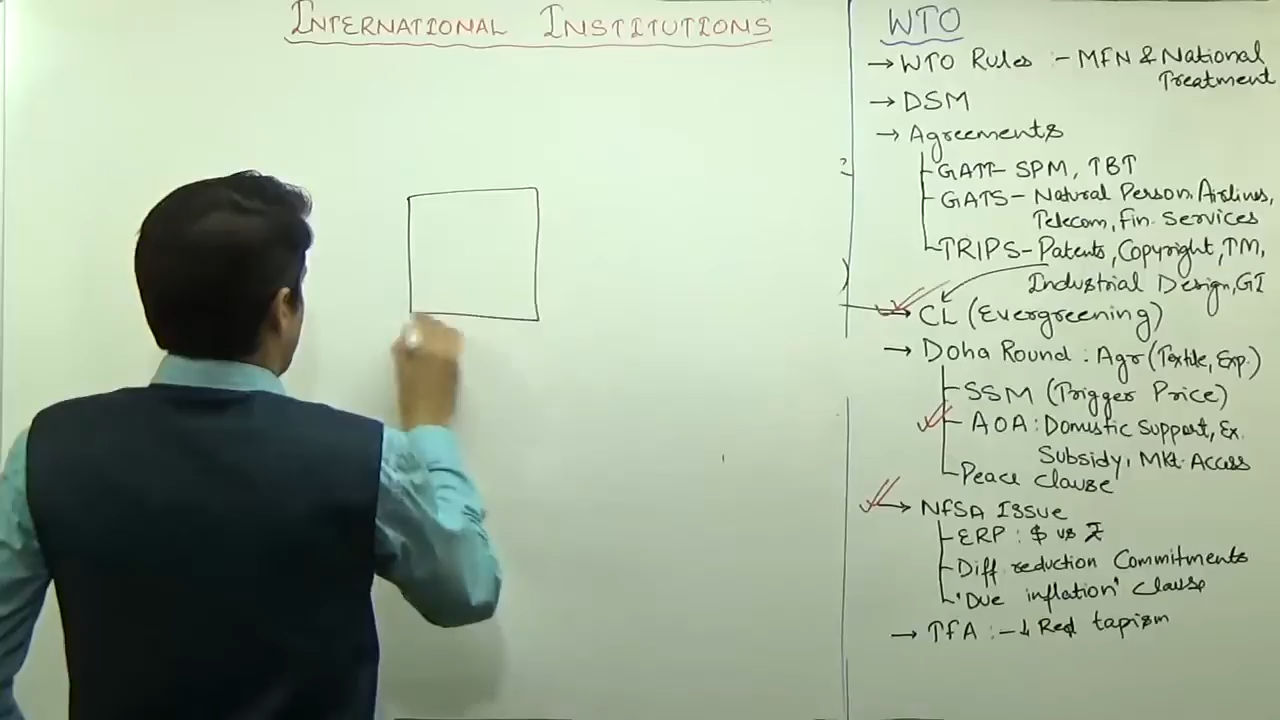 INTERNATIONAL INSTITUTIONS
WTO
→ WTO Rules :- MFN & National
Treatment
→ DSM
→ Agreements
GATT- SPM, TBT
GATS- Natural Person, Airlines,
Telecom, Fin. Services
TRIPS- Patents, Copyright, TM,
Industrial Design, GI
→ CL (Evergreening)
→ Doha Round : Agr (Textile, Exp.)
SSM (Trigger Price)
AOA : Domestic Support, Ex.
Subsidy, Mkt. Access
Peace Clause
→ NFSA Issue
ERP : $ vs ₹
Diff reduction Commitments
'Due inflation' Clause
→ TFA :- ↓ Red tapism